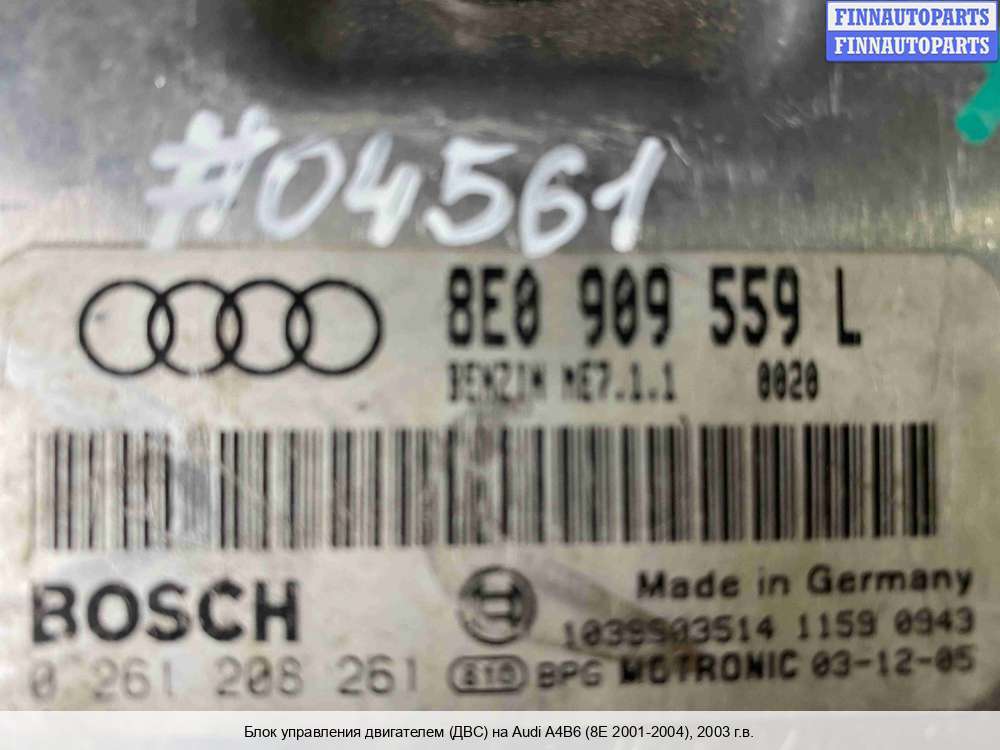 FINNAUTOPARTS
FINNAUTOPARTS
#04561
8E0 909 559 L
BENZIN ME7.1.1 0020
BOSCH
Made in Germany
1039S03514 1159 0943
0 261 208 261 BPG MOTRONIC 03-12-05
Блок управления двигателем (ДВС) на Audi A4B6 (8E 2001-2004), 2003 г.в.